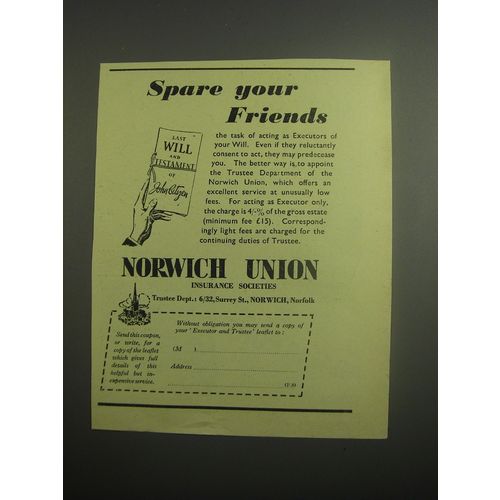 Spare your
Friends
LAST
WILL
AND
TESTAMENT
OF
John Citizen
the task of acting as Executors of
your Will. Even if they reluctantly
consent to act, they may predecease
you. The better way is to appoint
the Trustee Department of the
Norwich Union, which offers an
excellent service at unusually low
fees. For acting as Executor only,
the charge is 4/-% of the gross estate
(minimum fee £15). Correspond-
ingly light fees are charged for the
continuing duties of Trustee.
NORWICH UNION
INSURANCE SOCIETIES
Trustee Dept.: 6/32, Surrey St., NORWICH, Norfolk
Send this coupon,
or write, for a
copy of the leaflet
which gives full
details of this
helpful but in-
expensive service.
Without obligation you may send a copy of
your 'Executor and Trustee' leaflet to:
(M )
Address